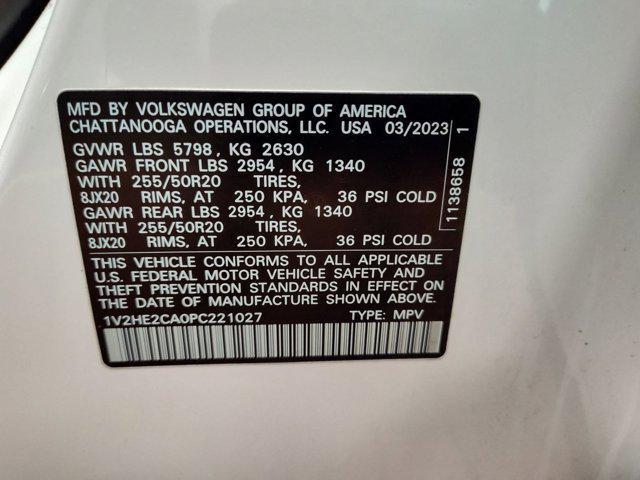 MFD BY VOLKSWAGEN GROUP OF AMERICA
CHATTANOOGA OPERATIONS, LLC. USA 03/2023
GVWR LBS 5798 , KG 2630
GAWR FRONT LBS 2954 , KG 1340
WITH 255/50R20 TIRES,
8JX20 RIMS, AT 250 KPA, 36 PSI COLD
GAWR REAR LBS 2954 , KG 1340
WITH 255/50R20 TIRES,
8JX20 RIMS, AT 250 KPA, 36 PSI COLD
THIS VEHICLE CONFORMS TO ALL APPLICABLE
U.S. FEDERAL MOTOR VEHICLE SAFETY AND
THEFT PREVENTION STANDARDS IN EFFECT ON
THE DATE OF MANUFACTURE SHOWN ABOVE.
1V2HE2CA0PC221027 TYPE: MPV
1138658 1